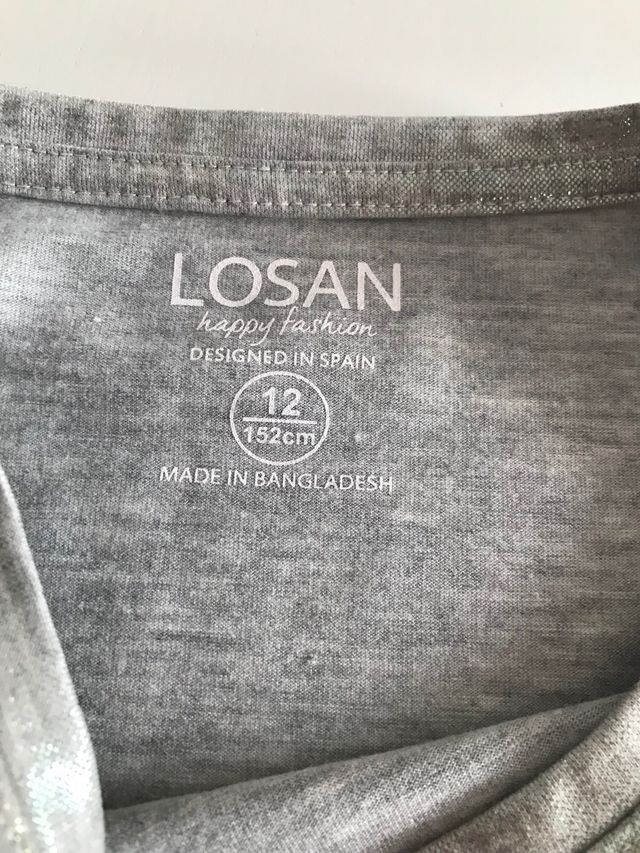 LOSAN
happy fashion
DESIGNED IN SPAIN
12
152cm
MADE IN BANGLADESH